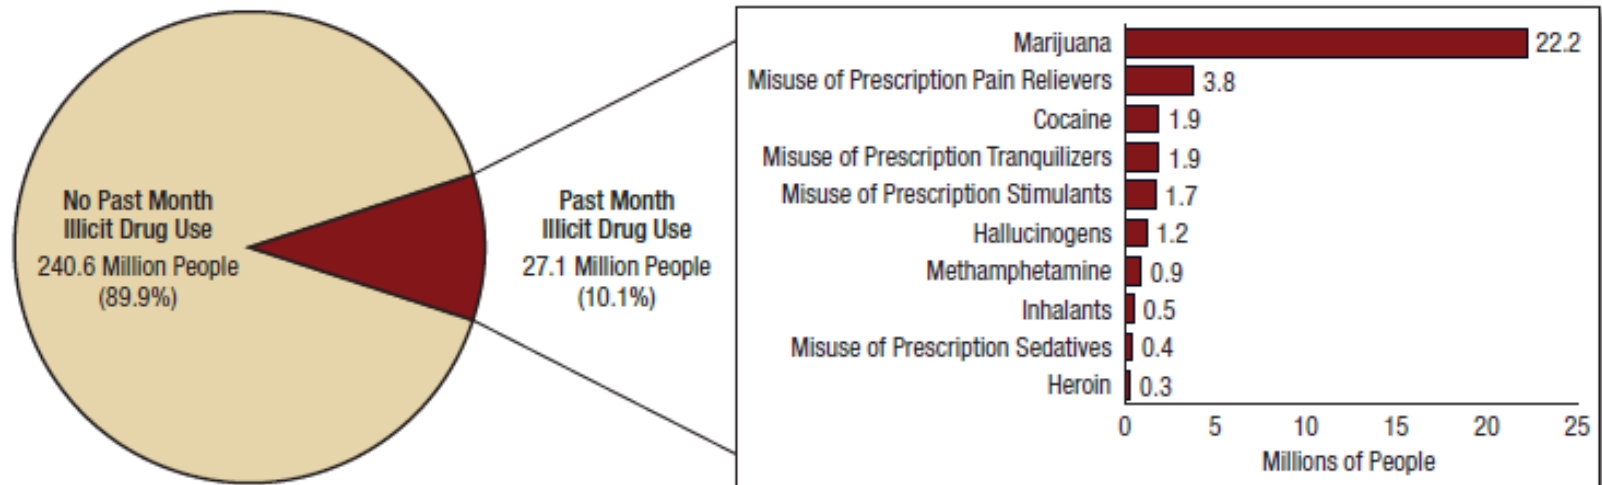 No Past Month
Illicit Drug Use
240.6 Million People
(89.9%)
Past Month
Illicit Drug Use
27.1 Million People
(10.1%)
Marijuana 22.2
Misuse of Prescription Pain Relievers 3.8
Cocaine 1.9
Misuse of Prescription Tranquilizers 1.9
Misuse of Prescription Stimulants 1.7
Hallucinogens 1.2
Methamphetamine 0.9
Inhalants 0.5
Misuse of Prescription Sedatives 0.4
Heroin 0.3
0 5 10 15 20 25
Millions of People